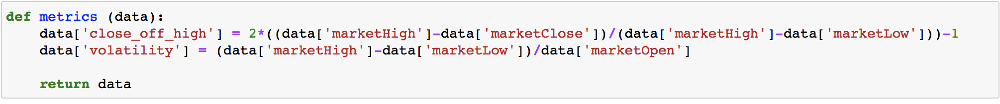 def metrics (data):
    data['close_off_high'] = 2*((data['marketHigh']-data['marketClose'])/(data['marketHigh']-data['marketLow']))-1
    data['volatility'] = (data['marketHigh']-data['marketLow'])/data['marketOpen']
    return data